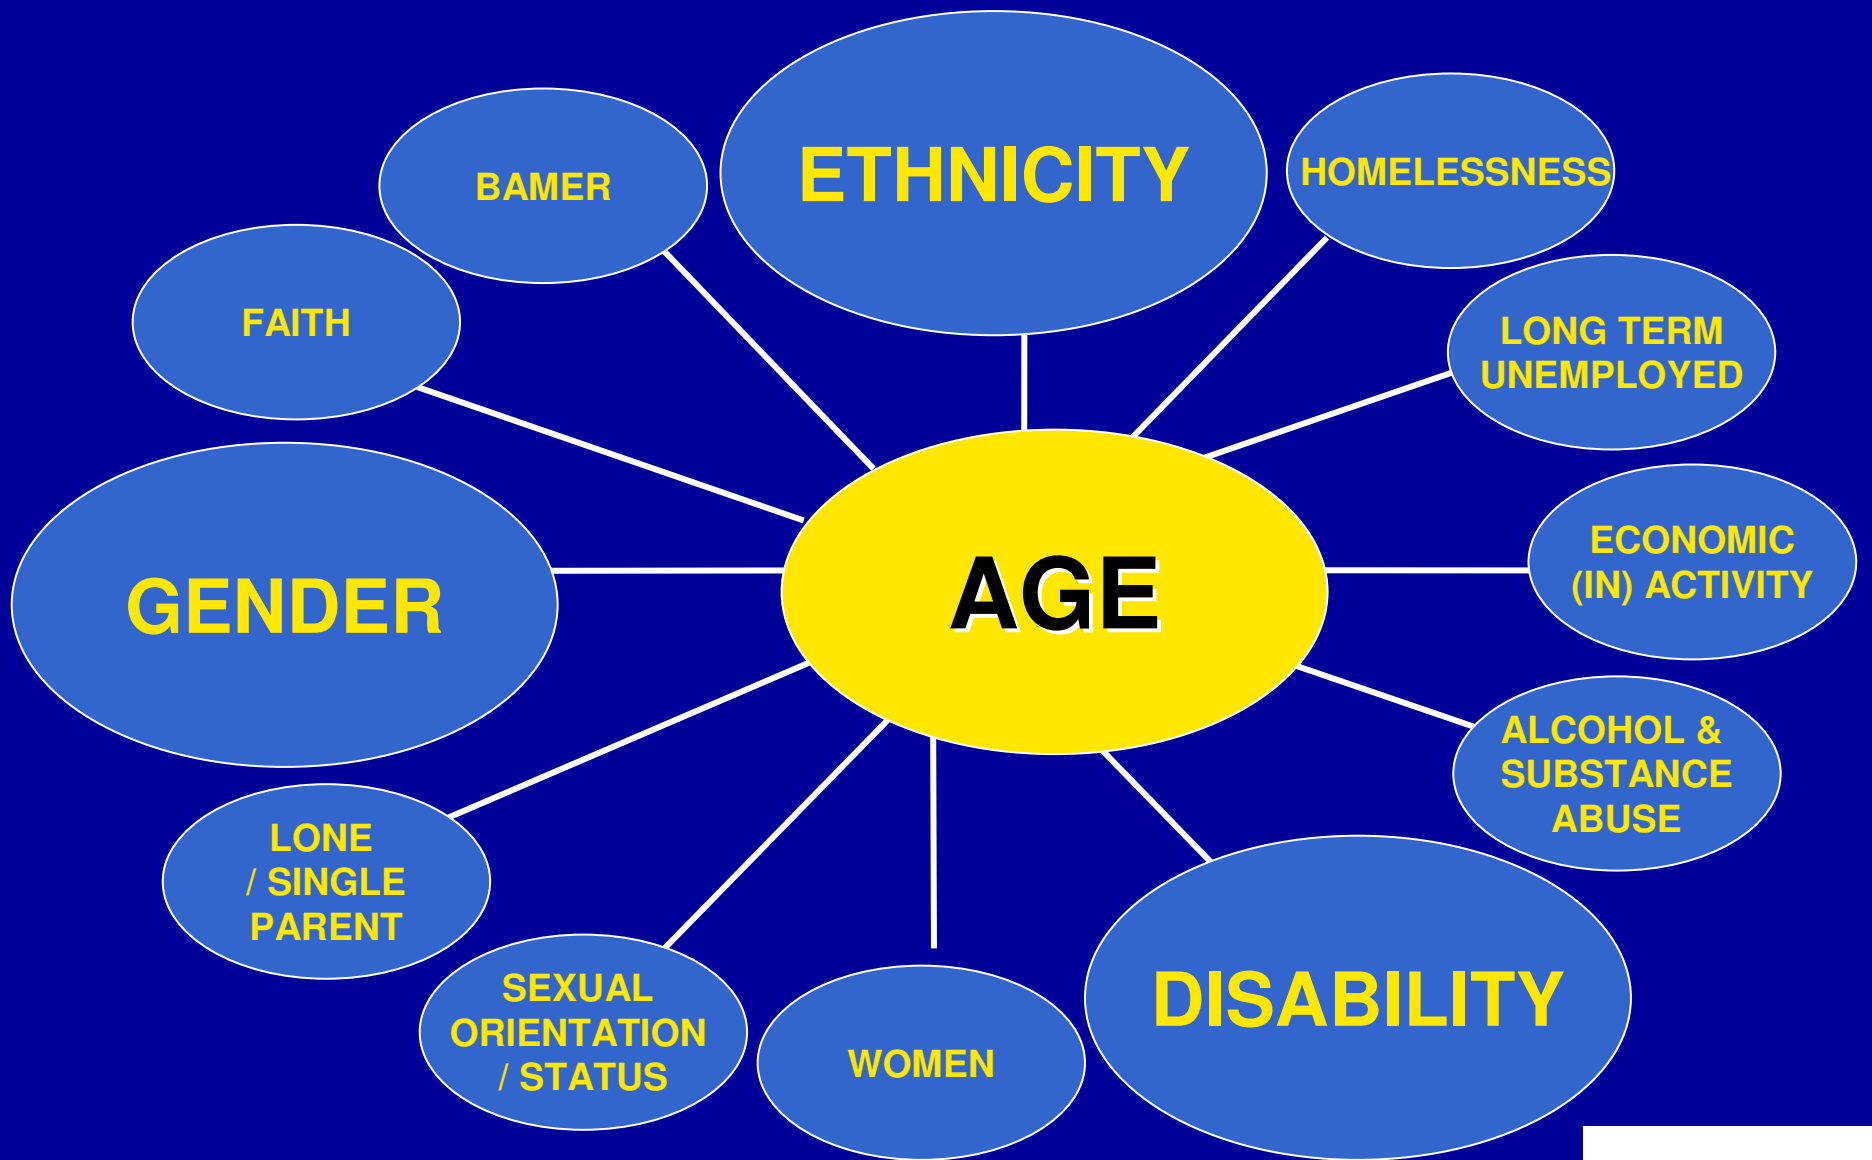 ETHNICITY
BAMER
HOMELESSNESS
FAITH
LONG TERM
UNEMPLOYED
GENDER
AGE
ECONOMIC
(IN) ACTIVITY
ALCOHOL &
SUBSTANCE
ABUSE
LONE
/ SINGLE
PARENT
SEXUAL
ORIENTATION
/ STATUS
WOMEN
DISABILITY